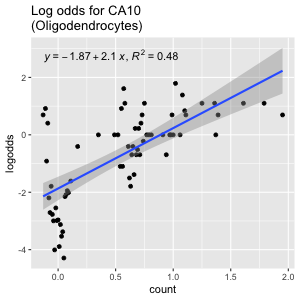 Log odds for CA10
(Oligodendrocytes)
y = −1.87 + 2.1 x, R² = 0.48
logodds
2
0
-2
-4
0.0 0.5 1.0 1.5 2.0
count